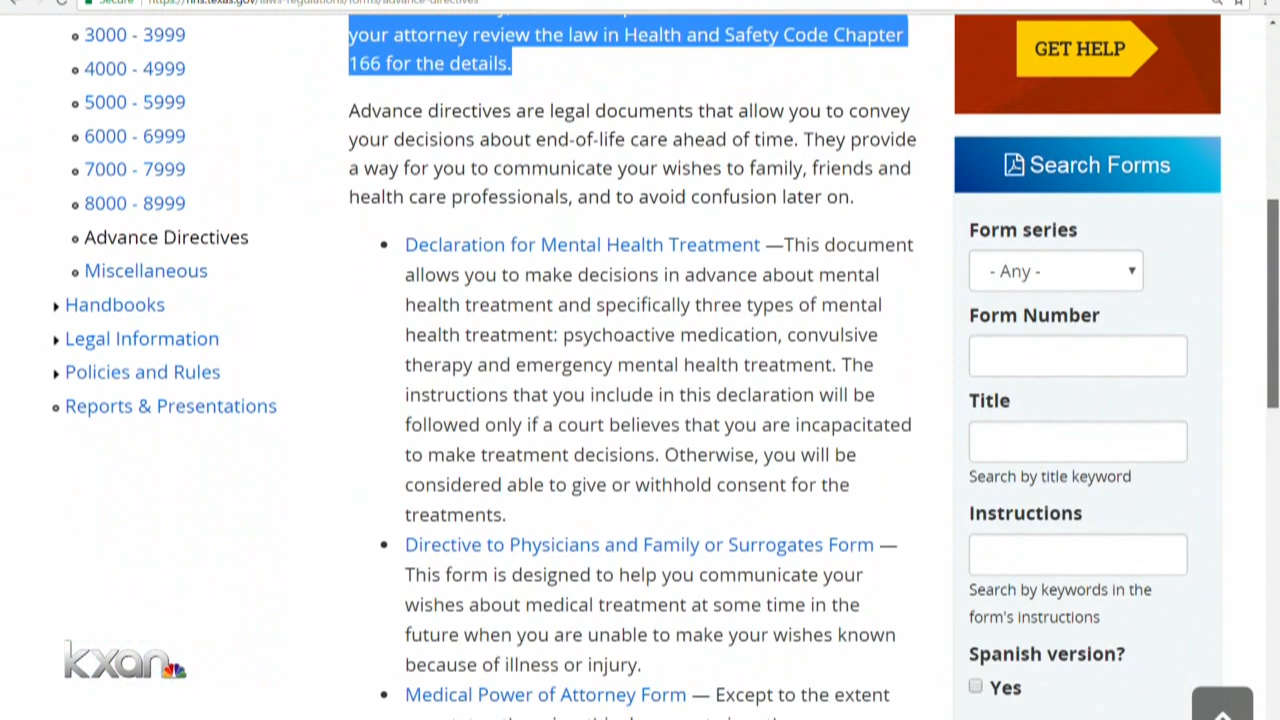 Secure
https://hhs.texas.gov/laws-regulations/forms/advance-directives
3000 - 3999
4000 - 4999
5000 - 5999
6000 - 6999
7000 - 7999
8000 - 8999
Advance Directives
Miscellaneous
Handbooks
Legal Information
Policies and Rules
Reports & Presentations
your attorney review the law in Health and Safety Code Chapter
166 for the details.
Advance directives are legal documents that allow you to convey
your decisions about end-of-life care ahead of time. They provide
a way for you to communicate your wishes to family, friends and
health care professionals, and to avoid confusion later on.
Declaration for Mental Health Treatment —This document
allows you to make decisions in advance about mental
health treatment and specifically three types of mental
health treatment: psychoactive medication, convulsive
therapy and emergency mental health treatment. The
instructions that you include in this declaration will be
followed only if a court believes that you are incapacitated
to make treatment decisions. Otherwise, you will be
considered able to give or withhold consent for the
treatments.
Directive to Physicians and Family or Surrogates Form —
This form is designed to help you communicate your
wishes about medical treatment at some time in the
future when you are unable to make your wishes known
because of illness or injury.
Medical Power of Attorney Form — Except to the extent
GET HELP
Search Forms
Form series
- Any -
Form Number
Title
Search by title keyword
Instructions
Search by keywords in the
form's instructions
Spanish version?
Yes
kxan